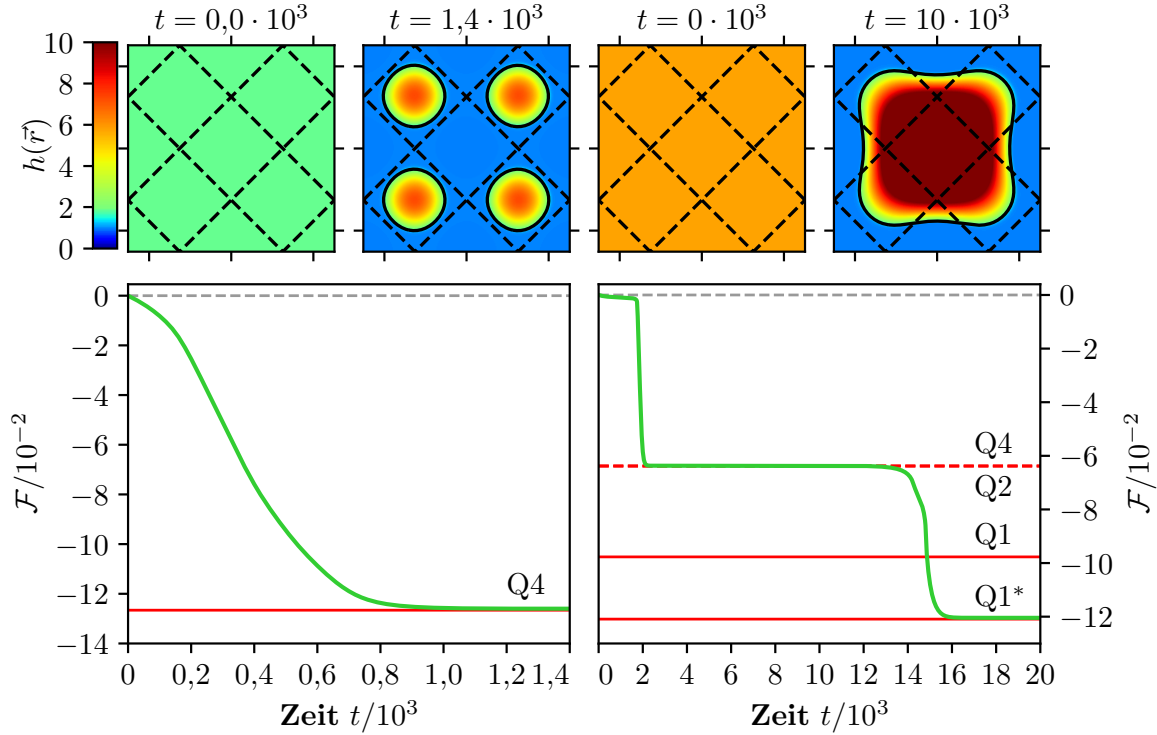 t = 0,0 · 10³
t = 1,4 · 10³
t = 0 · 10³
t = 10 · 10³
h(r⃗)
10
8
6
4
2
0
0
−2
−4
−6
−8
−10
−12
−14
ℱ/10⁻²
Q4
0 0,2 0,4 0,6 0,8 1,0 1,2 1,4
Zeit t/10³
0
−2
−4
−6
−8
−10
−12
ℱ/10⁻²
Q4
Q2
Q1
Q1*
0 2 4 6 8 10 12 14 16 18 20
Zeit t/10³